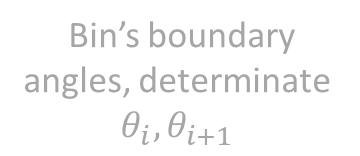 Bin's boundary
angles, determinate
θᵢ, θᵢ₊₁